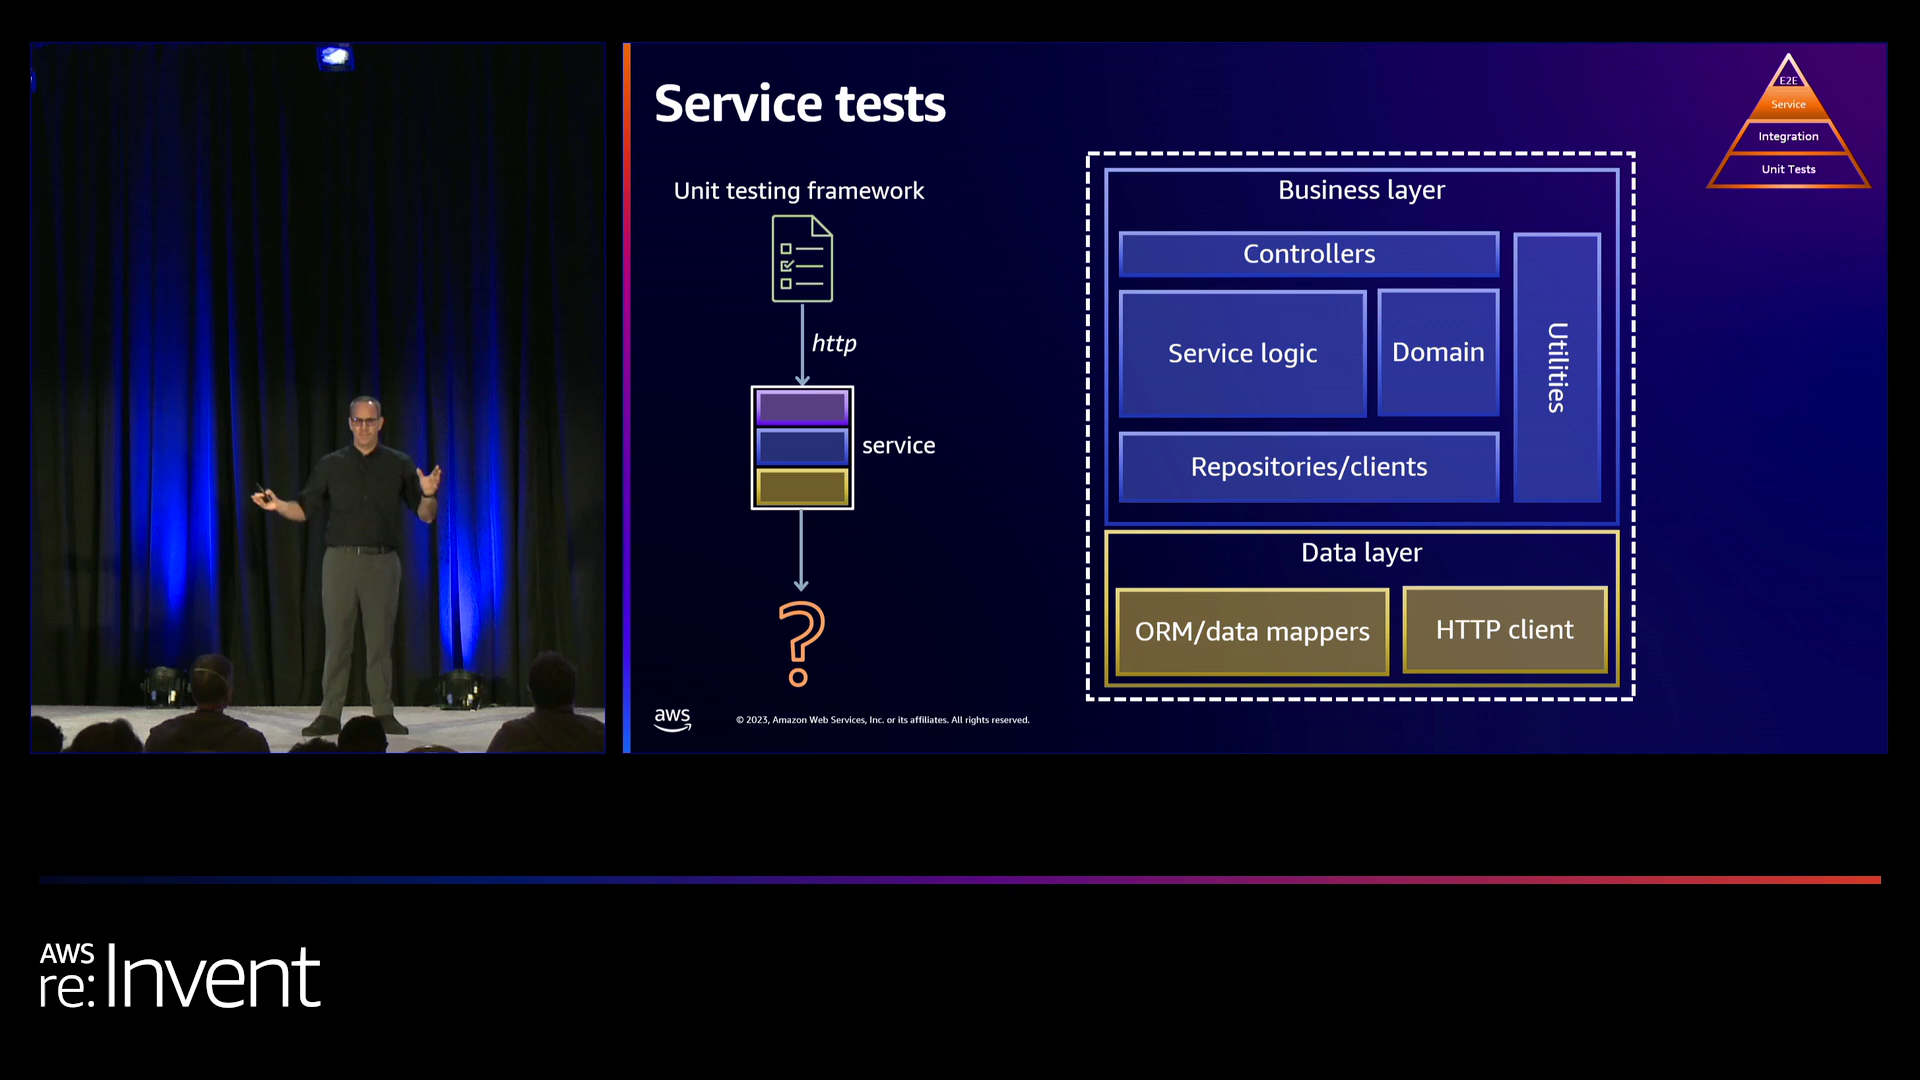 Service tests
E2E
Service
Integration
Unit Tests
Unit testing framework
http
service
Business layer
Controllers
Service logic
Domain
Utilities
Repositories/clients
Data layer
ORM/data mappers
HTTP client
aws
© 2023, Amazon Web Services, Inc. or its affiliates. All rights reserved.
AWS
re:Invent